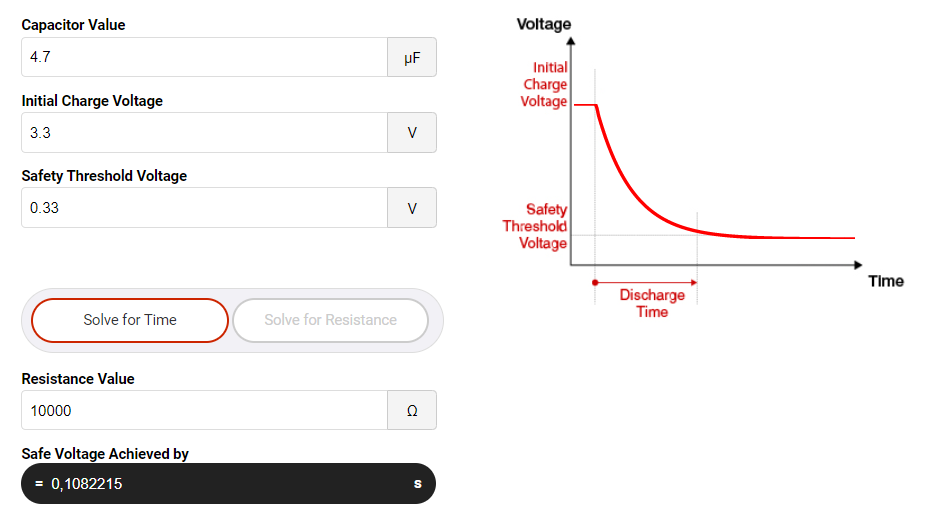 Capacitor Value
4.7 µF
Initial Charge Voltage
3.3 V
Safety Threshold Voltage
0.33 V
Solve for Time Solve for Resistance
Resistance Value
10000 Ω
Safe Voltage Achieved by
= 0,1082215 s
Voltage
Initial
Charge
Voltage
Safety
Threshold
Voltage
Time
Discharge
Time